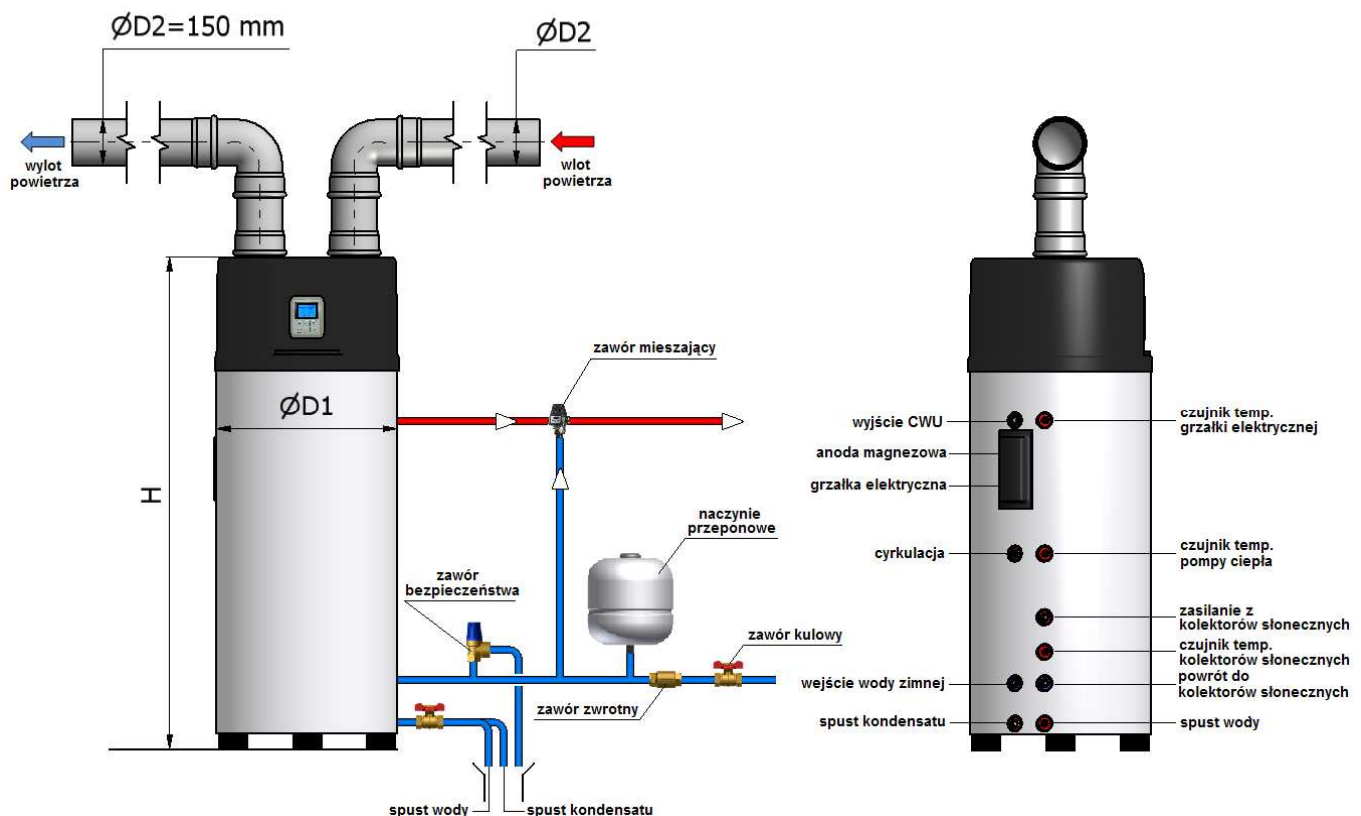 ØD2=150 mm
ØD2
wylot
powietrza
wlot
powietrza
zawór mieszający
ØD1
H
naczynie
przeponowe
zawór
bezpieczeństwa
zawór kulowy
zawór zwrotny
spust wody
spust kondensatu
wyjście CWU
anoda magnezowa
grzałka elektryczna
cyrkulacja
wejście wody zimnej
spust kondensatu
czujnik temp.
grzałki elektrycznej
czujnik temp.
pompy ciepła
zasilanie z
kolektorów słonecznych
czujnik temp.
kolektorów słonecznych
powrót do
kolektorów słonecznych
spust wody